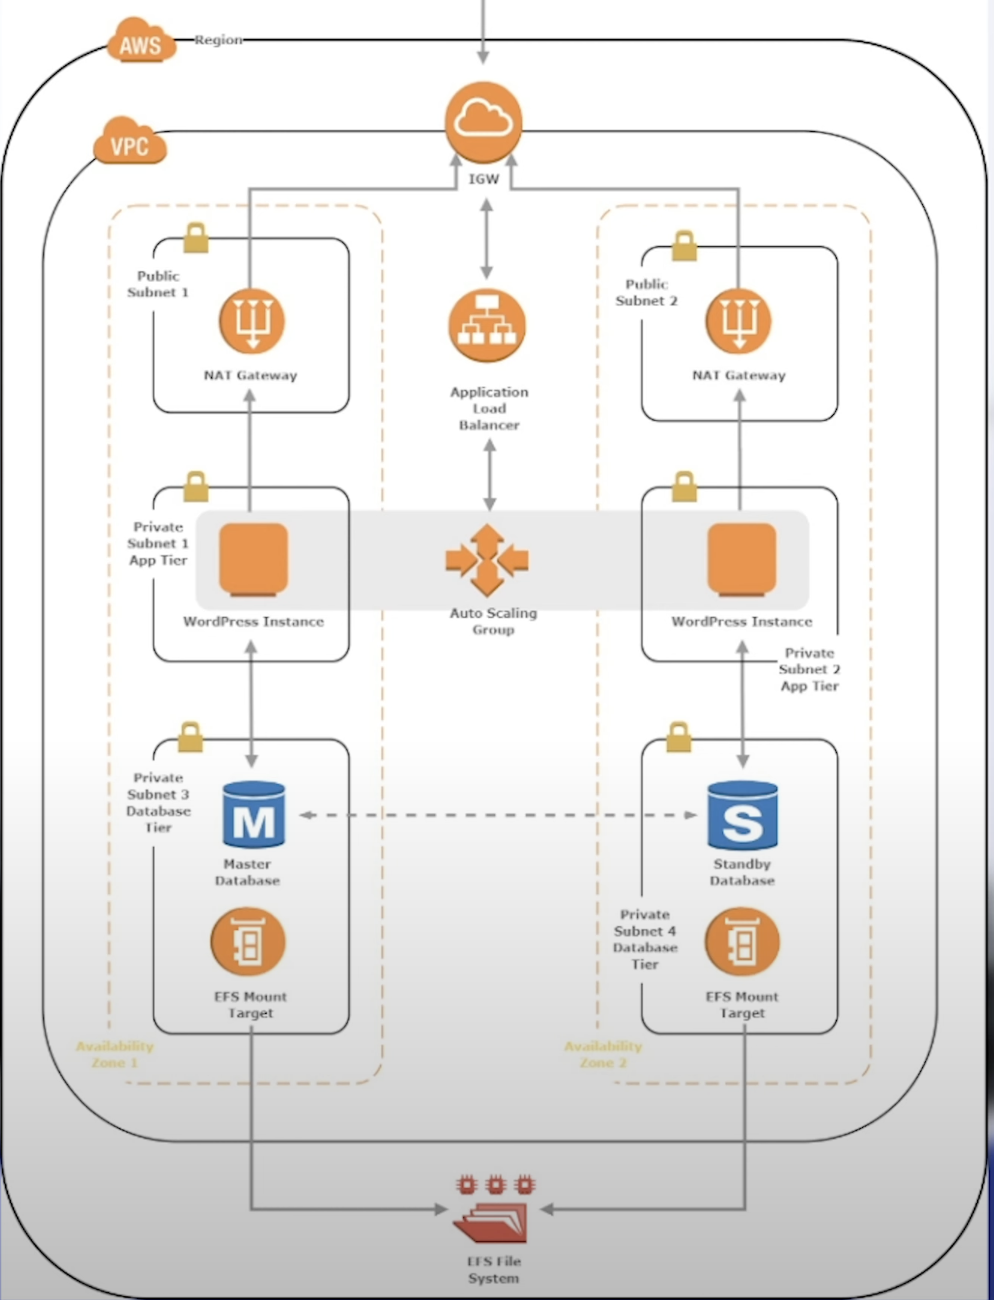 AWS
Region
VPC
IGW
Public
Subnet 1
NAT Gateway
Application
Load
Balancer
Public
Subnet 2
NAT Gateway
Private
Subnet 1
App Tier
WordPress Instance
Auto Scaling
Group
WordPress Instance
Private
Subnet 2
App Tier
Private
Subnet 3
Database
Tier
M
Master
Database
S
Standby
Database
EFS Mount
Target
Private
Subnet 4
Database
Tier
EFS Mount
Target
Availability
Zone 1
Availability
Zone 2
EFS File
System